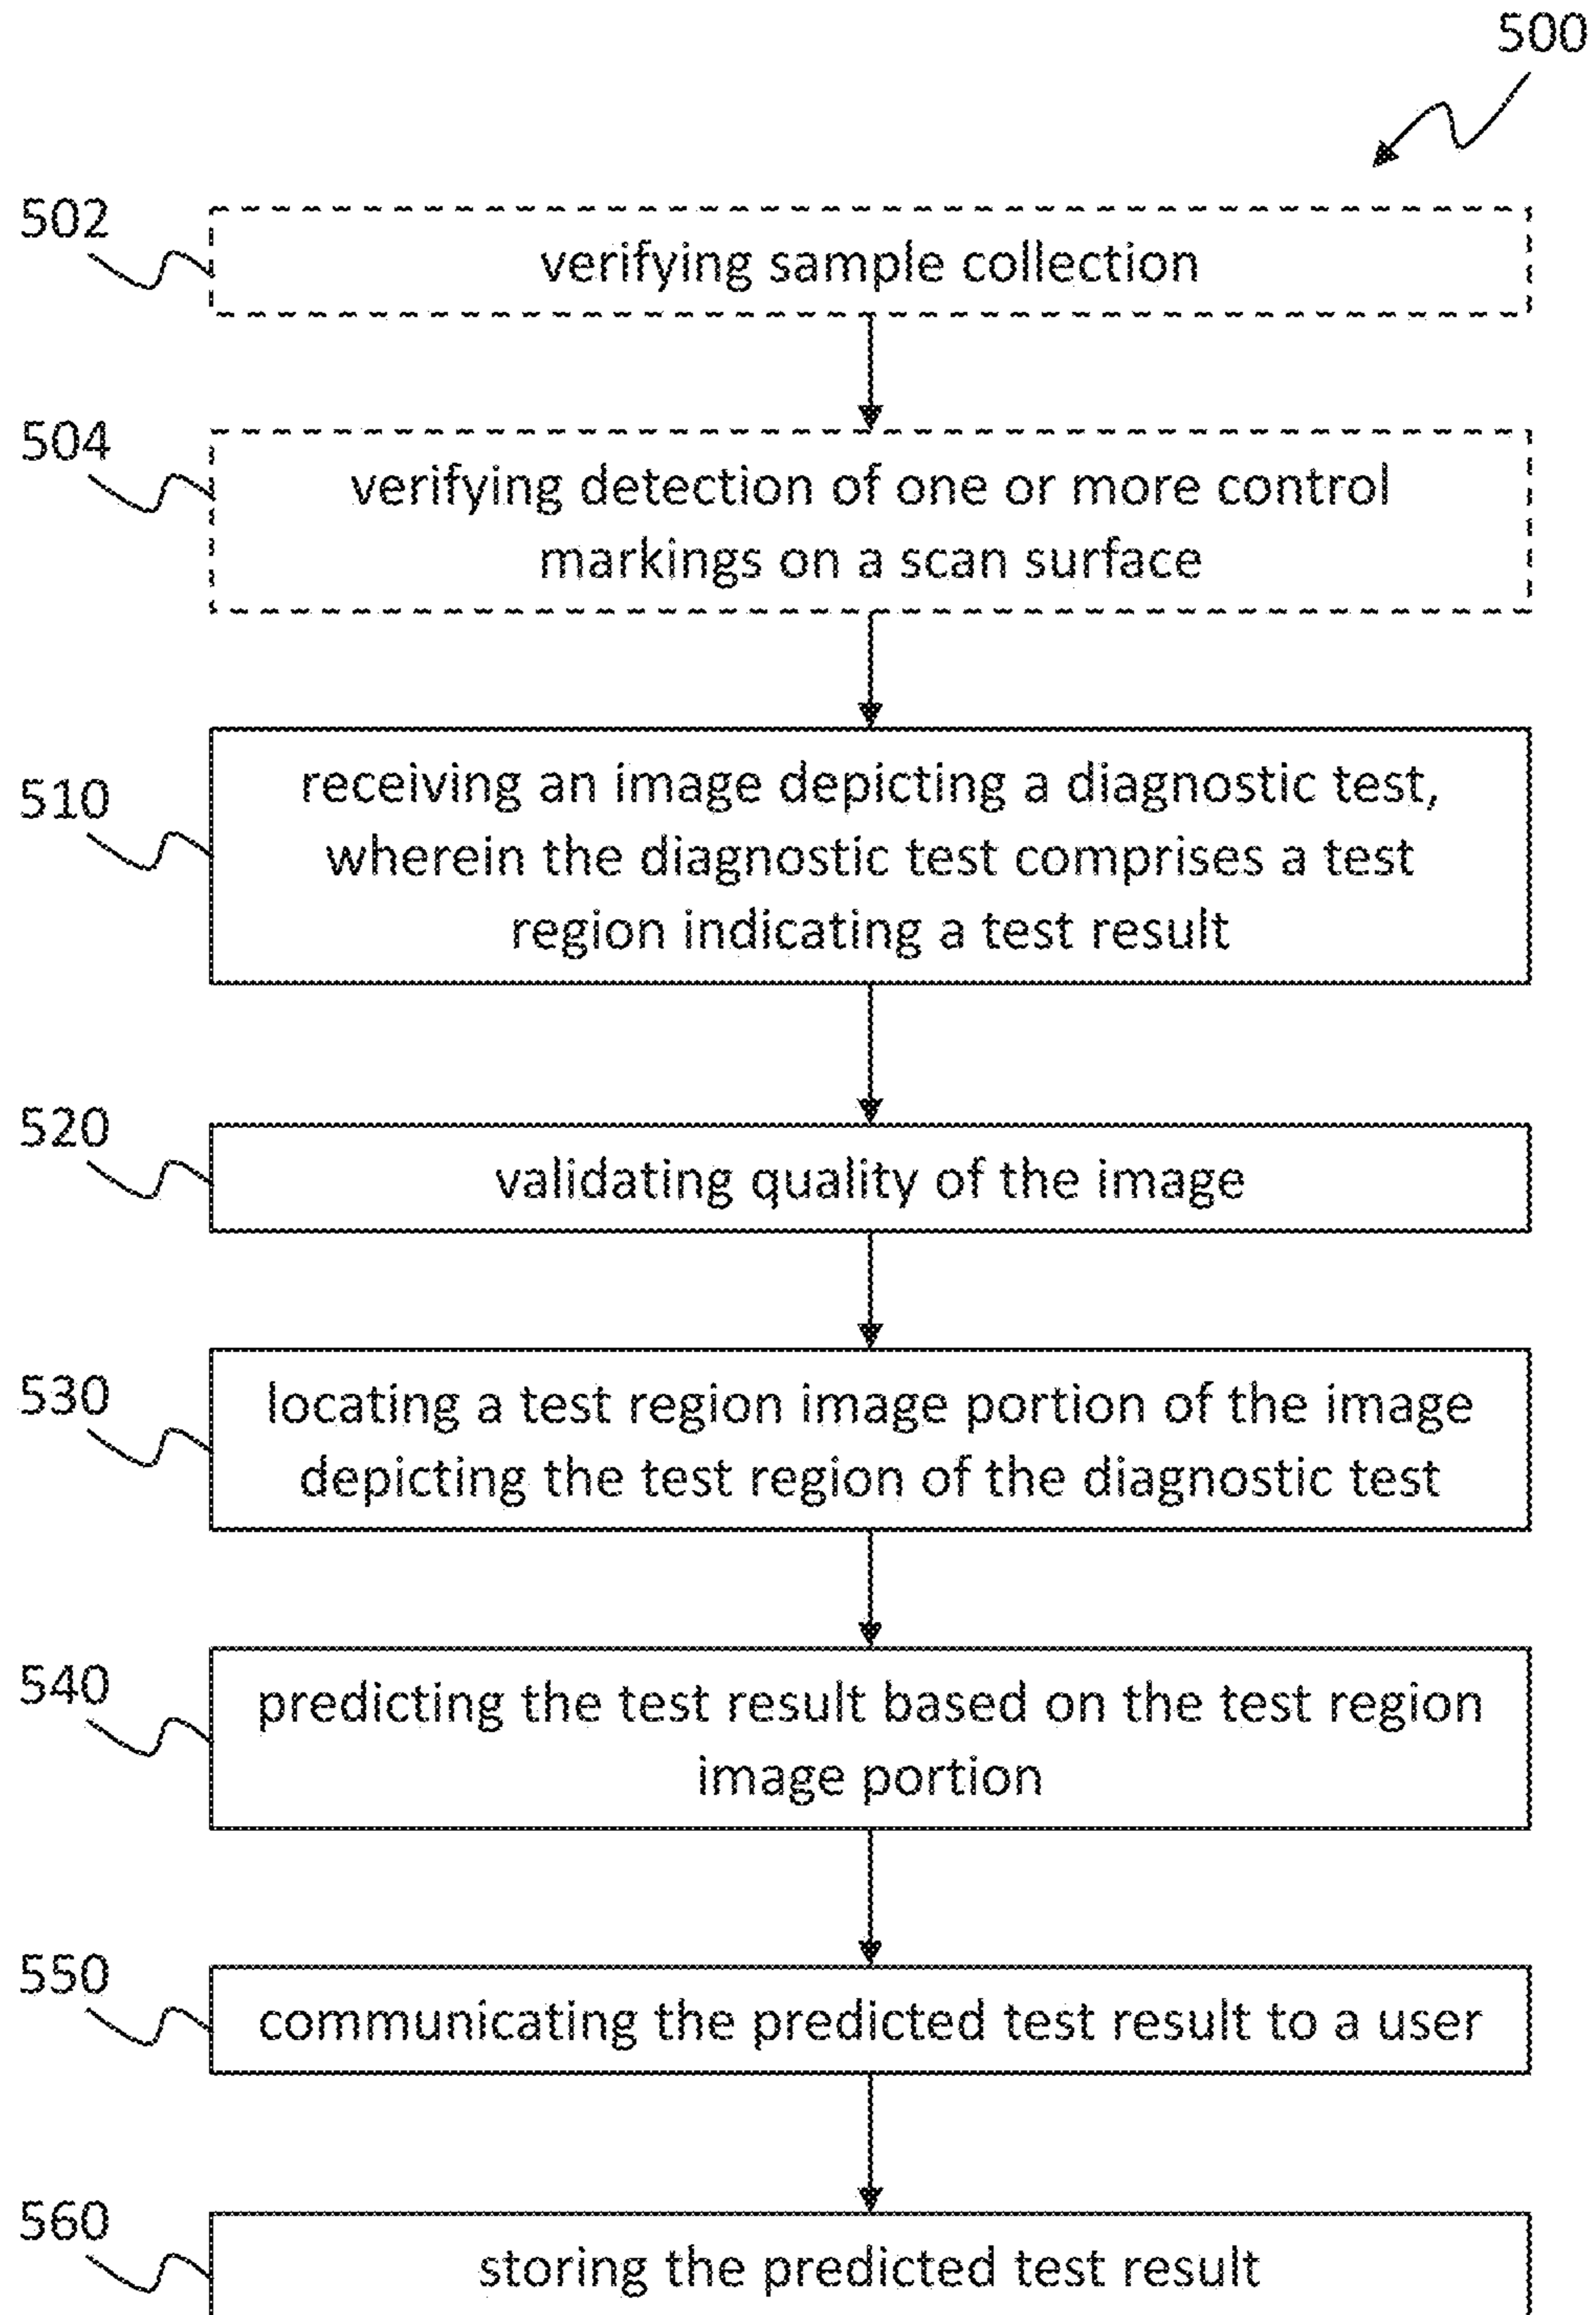 500
502
verifying sample collection
504
verifying detection of one or more control
markings on a scan surface
510
receiving an image depicting a diagnostic test,
wherein the diagnostic test comprises a test
region indicating a test result
520
validating quality of the image
530
locating a test region image portion of the image
depicting the test region of the diagnostic test
540
predicting the test result based on the test region
image portion
550
communicating the predicted test result to a user
560
storing the predicted test result